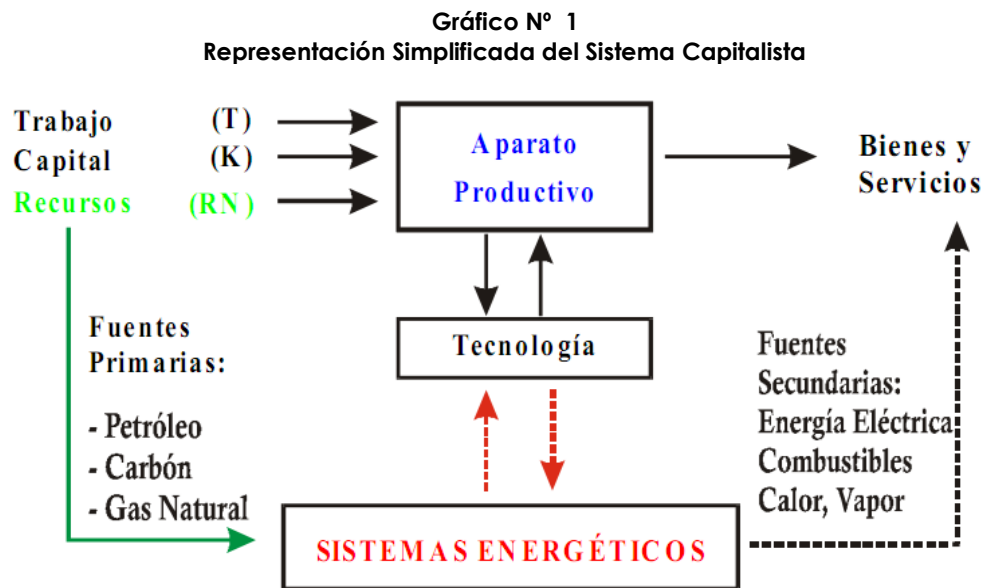 Gráfico Nº 1
Representación Simplificada del Sistema Capitalista
Trabajo (T)
Capital (K)
Recursos (RN)
Aparato
Productivo
Bienes y
Servicios
Tecnología
Fuentes
Primarias:
- Petróleo
- Carbón
- Gas Natural
Fuentes
Secundarias:
Energía Eléctrica
Combustibles
Calor, Vapor
SISTEMAS ENERGÉTICOS